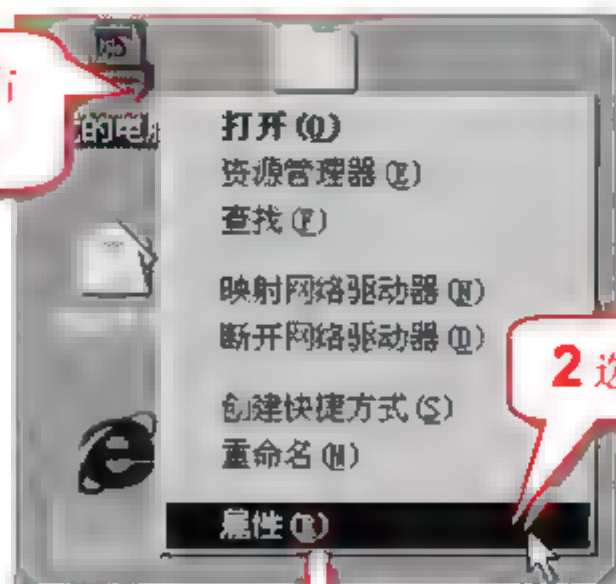 的电
打开(O)
资源管理器(E)
查找(F)
映射网络驱动器(N)
断开网络驱动器(D)
创建快捷方式(S)
重命名(M)
属性(R)
2 选